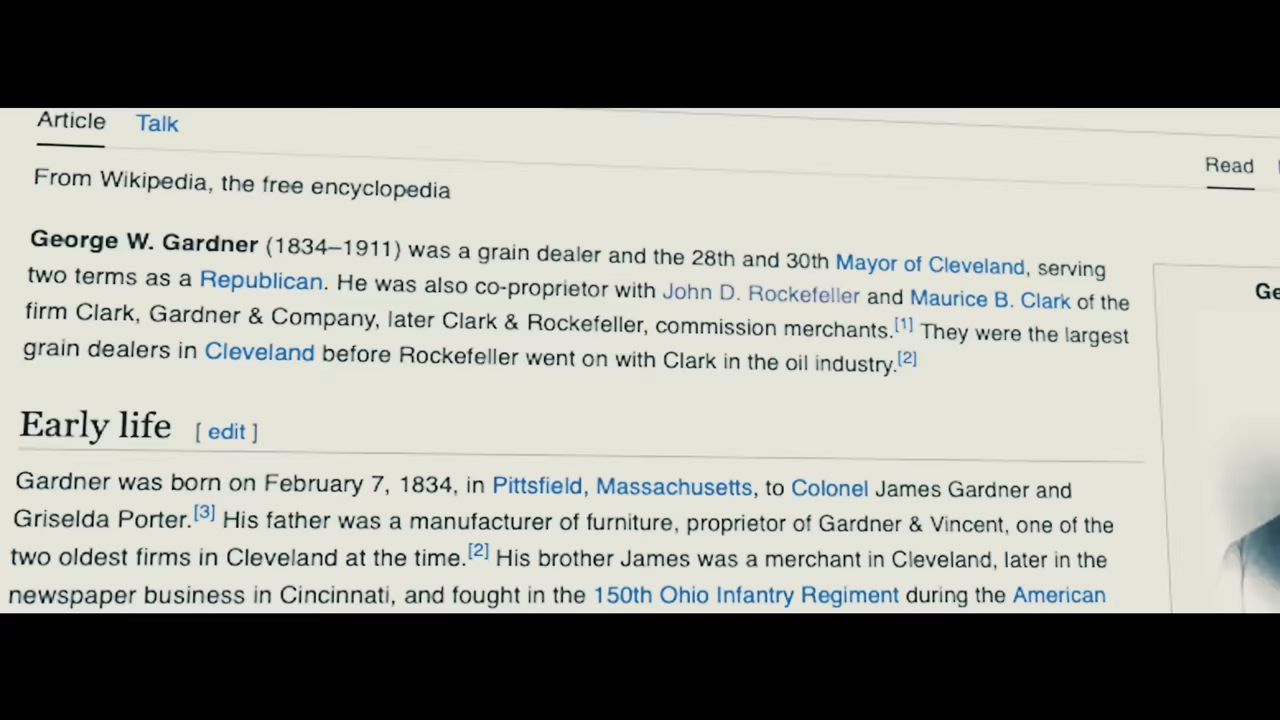 Article Talk
Read
From Wikipedia, the free encyclopedia
George W. Gardner (1834–1911) was a grain dealer and the 28th and 30th Mayor of Cleveland, serving
two terms as a Republican. He was also co-proprietor with John D. Rockefeller and Maurice B. Clark of the
firm Clark, Gardner & Company, later Clark & Rockefeller, commission merchants.[1] They were the largest
grain dealers in Cleveland before Rockefeller went on with Clark in the oil industry.[2]
Early life [ edit ]
Gardner was born on February 7, 1834, in Pittsfield, Massachusetts, to Colonel James Gardner and
Griselda Porter.[3] His father was a manufacturer of furniture, proprietor of Gardner & Vincent, one of the
two oldest firms in Cleveland at the time.[2] His brother James was a merchant in Cleveland, later in the
newspaper business in Cincinnati, and fought in the 150th Ohio Infantry Regiment during the American